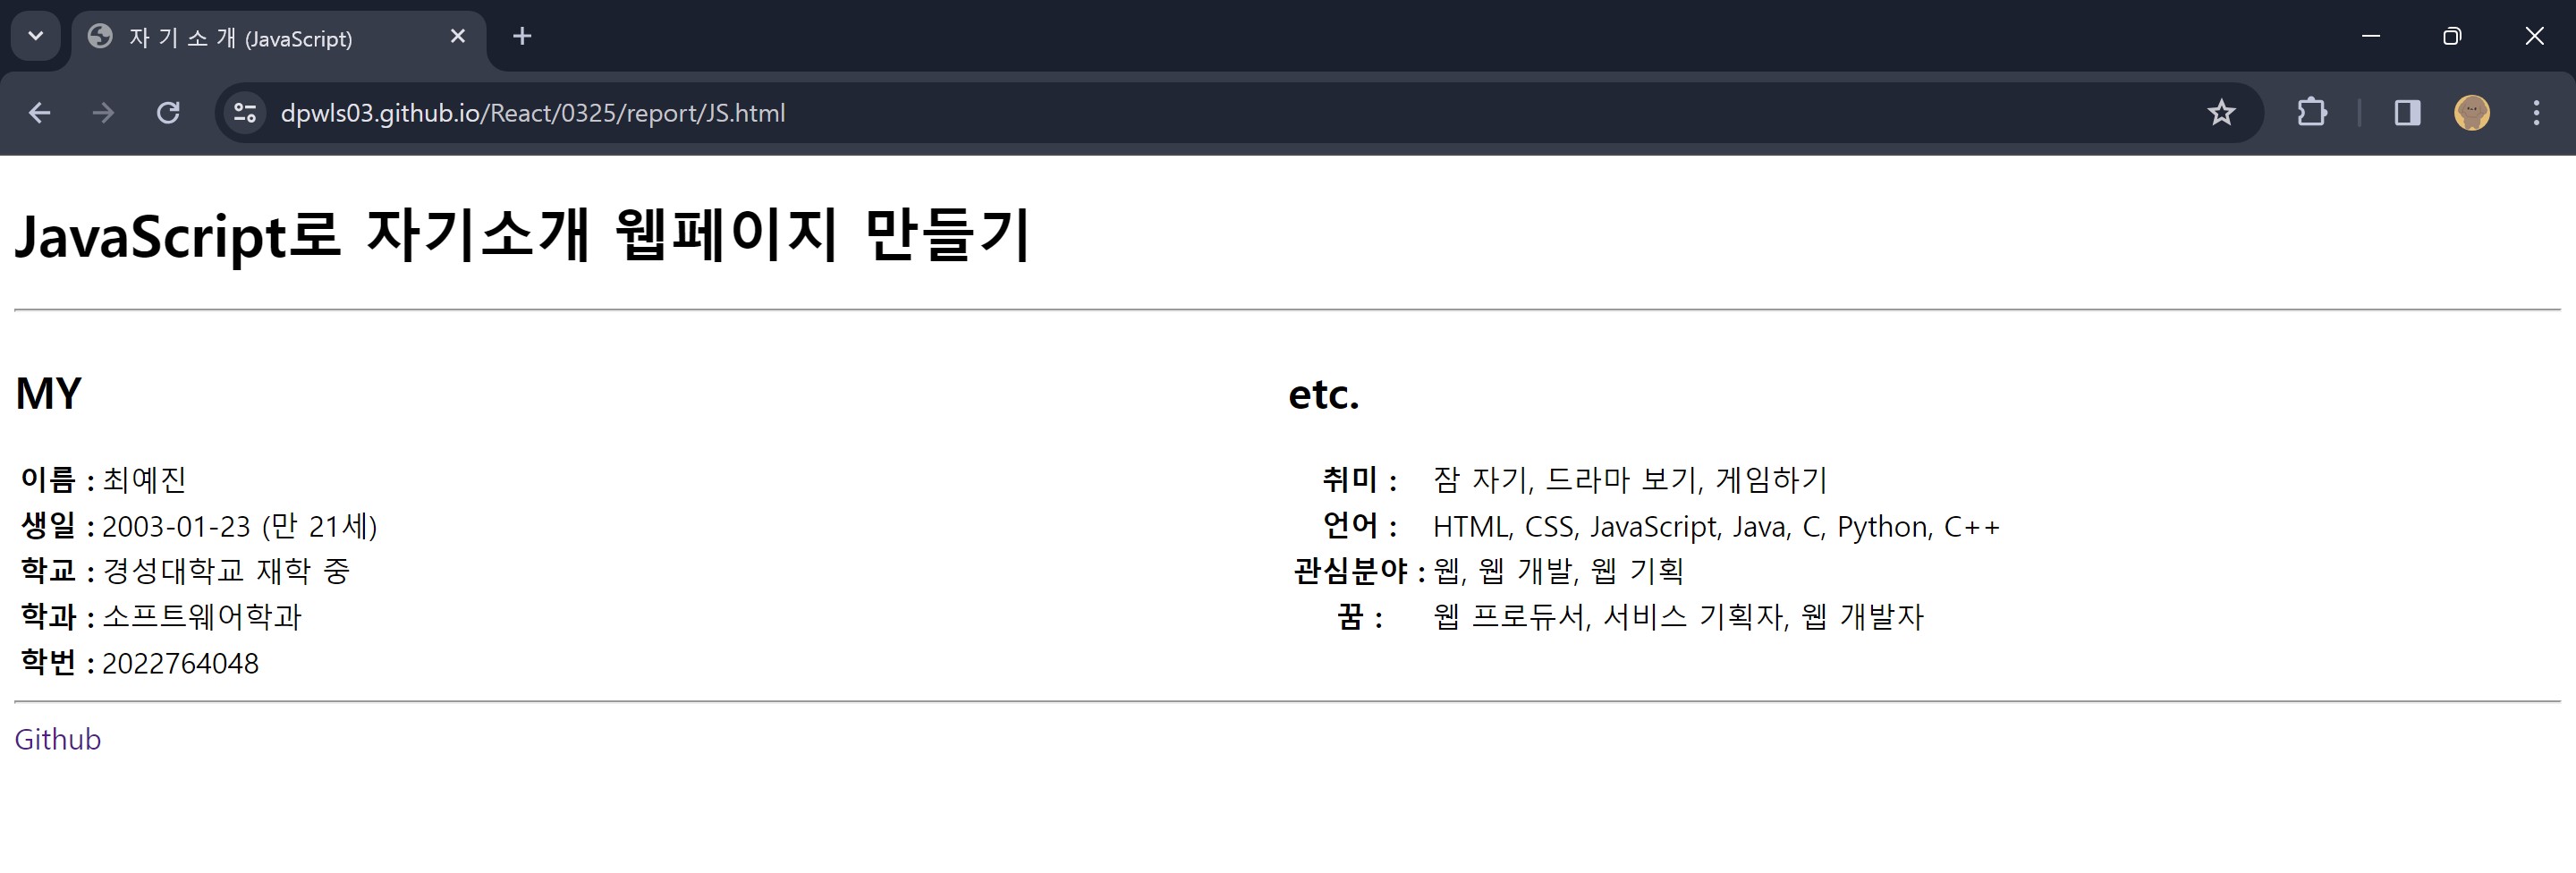 자 기 소 개 (JavaScript)
dpwls03.github.io/React/0325/report/JS.html
JavaScript로 자기소개 웹페이지 만들기
MY
이름 : 최예진
생일 : 2003-01-23 (만 21세)
학교 : 경성대학교 재학 중
학과 : 소프트웨어학과
학번 : 2022764048
etc.
취미 : 잠 자기, 드라마 보기, 게임하기
언어 : HTML, CSS, JavaScript, Java, C, Python, C++
관심분야 : 웹, 웹 개발, 웹 기획
꿈 : 웹 프로듀서, 서비스 기획자, 웹 개발자
Github